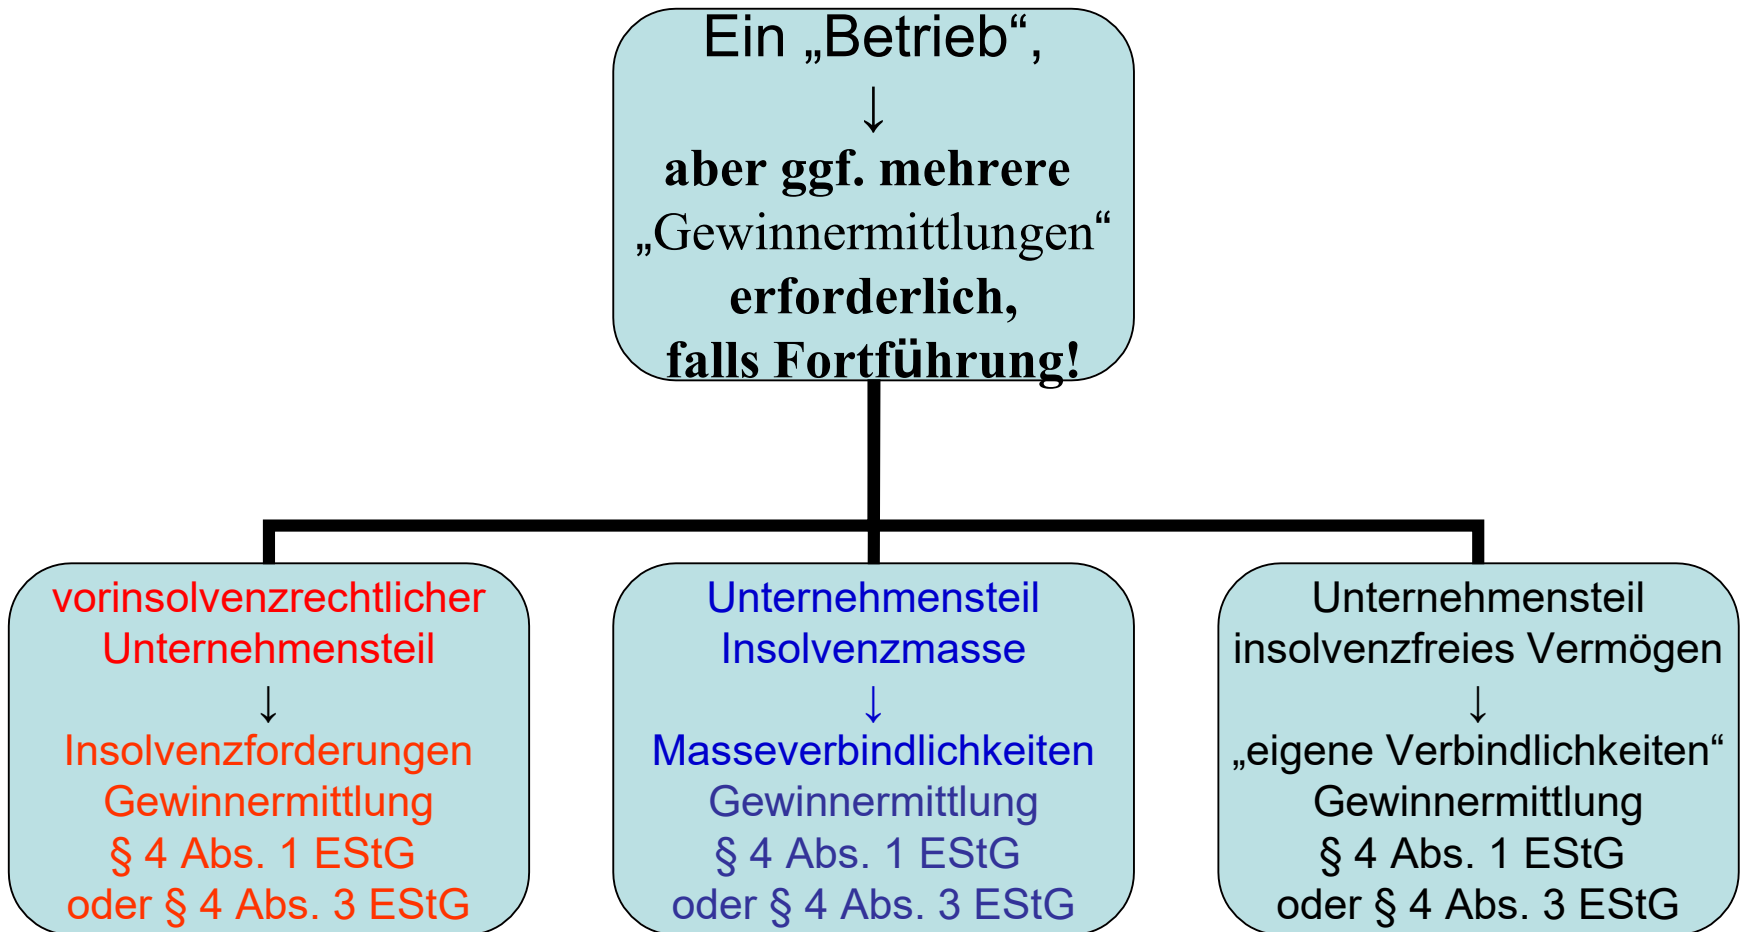 Ein „Betrieb“,
↓
aber ggf. mehrere
„Gewinnermittlungen“
erforderlich,
falls Fortführung!
vorinsolvenzrechtlicher
Unternehmensteil
↓
Insolvenzforderungen
Gewinnermittlung
§ 4 Abs. 1 EStG
oder § 4 Abs. 3 EStG
Unternehmensteil
Insolvenzmasse
↓
Masseverbindlichkeiten
Gewinnermittlung
§ 4 Abs. 1 EStG
oder § 4 Abs. 3 EStG
Unternehmensteil
insolvenzfreies Vermögen
↓
„eigene Verbindlichkeiten“
Gewinnermittlung
§ 4 Abs. 1 EStG
oder § 4 Abs. 3 EStG